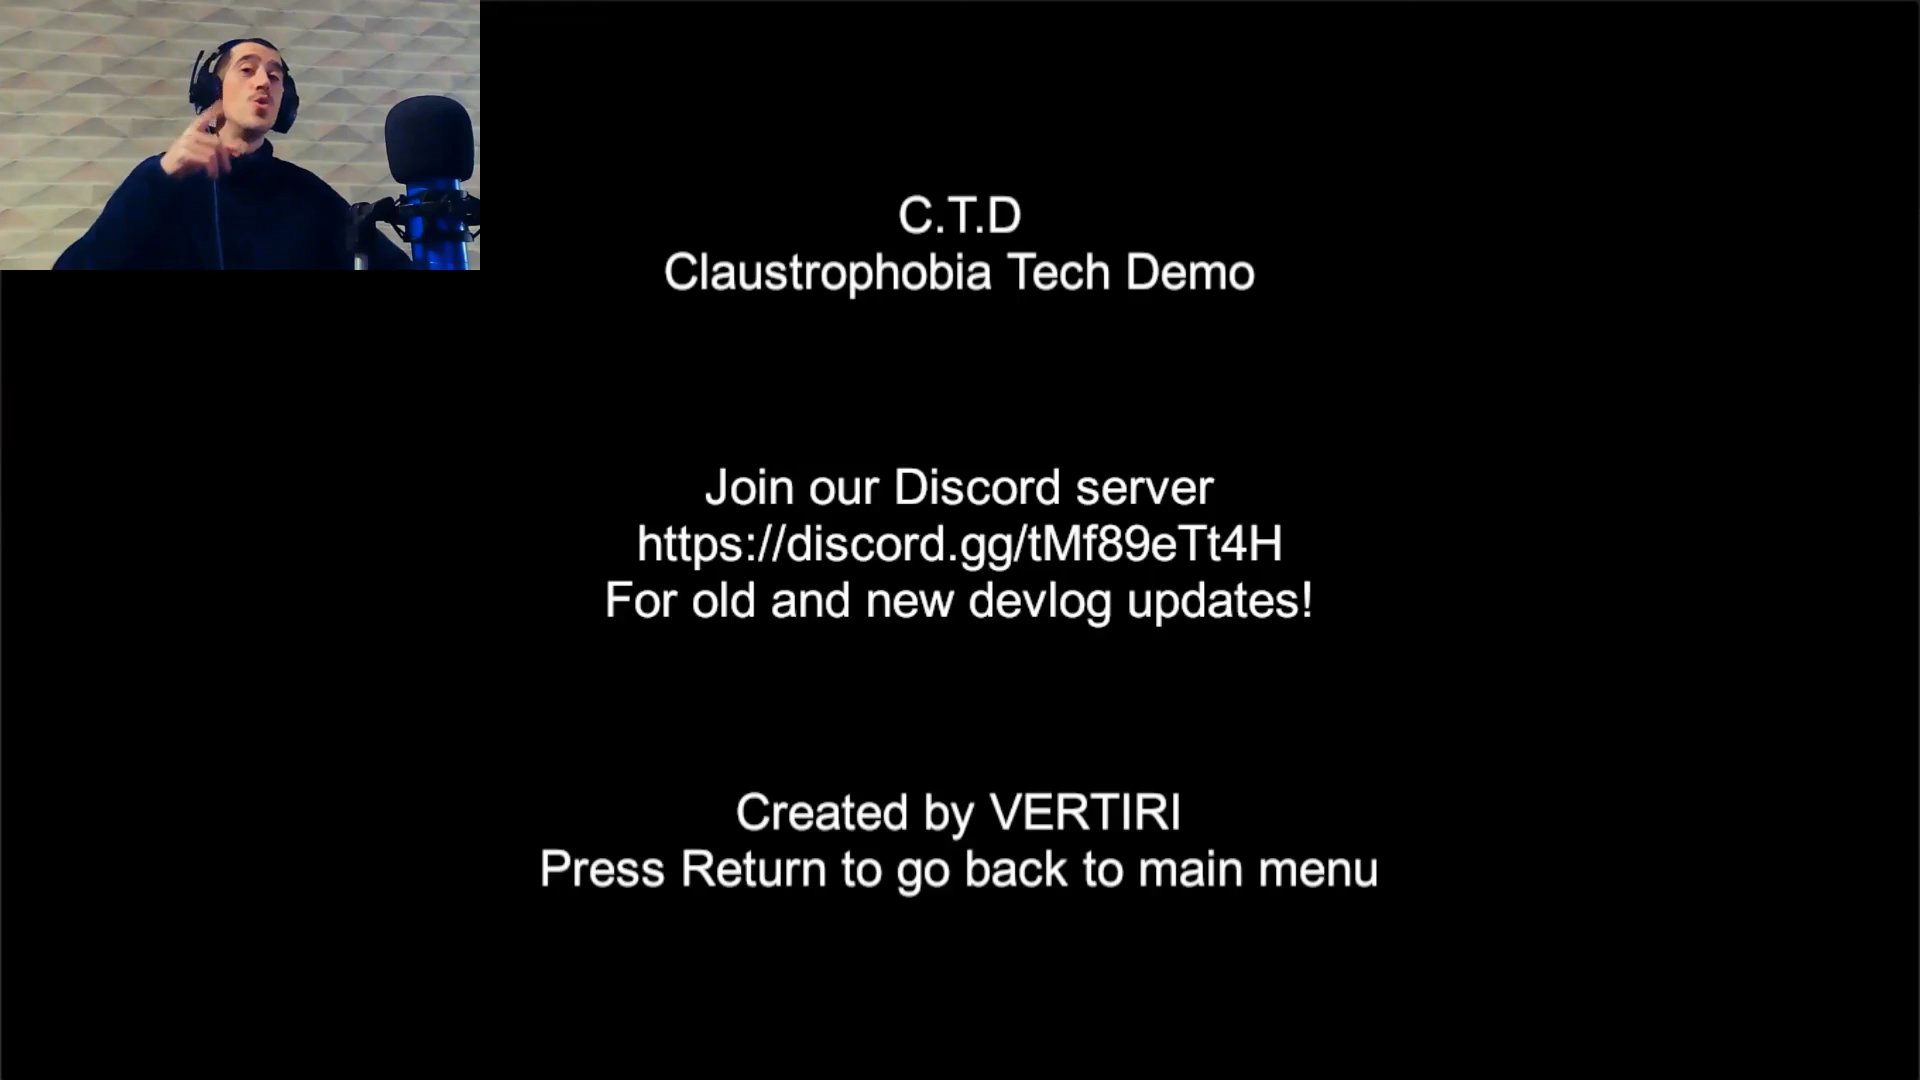 C.T.D
Claustrophobia Tech Demo
Join our Discord server
https://discord.gg/tMf89eTt4H
For old and new devlog updates!
Created by VERTIRI
Press Return to go back to main menu